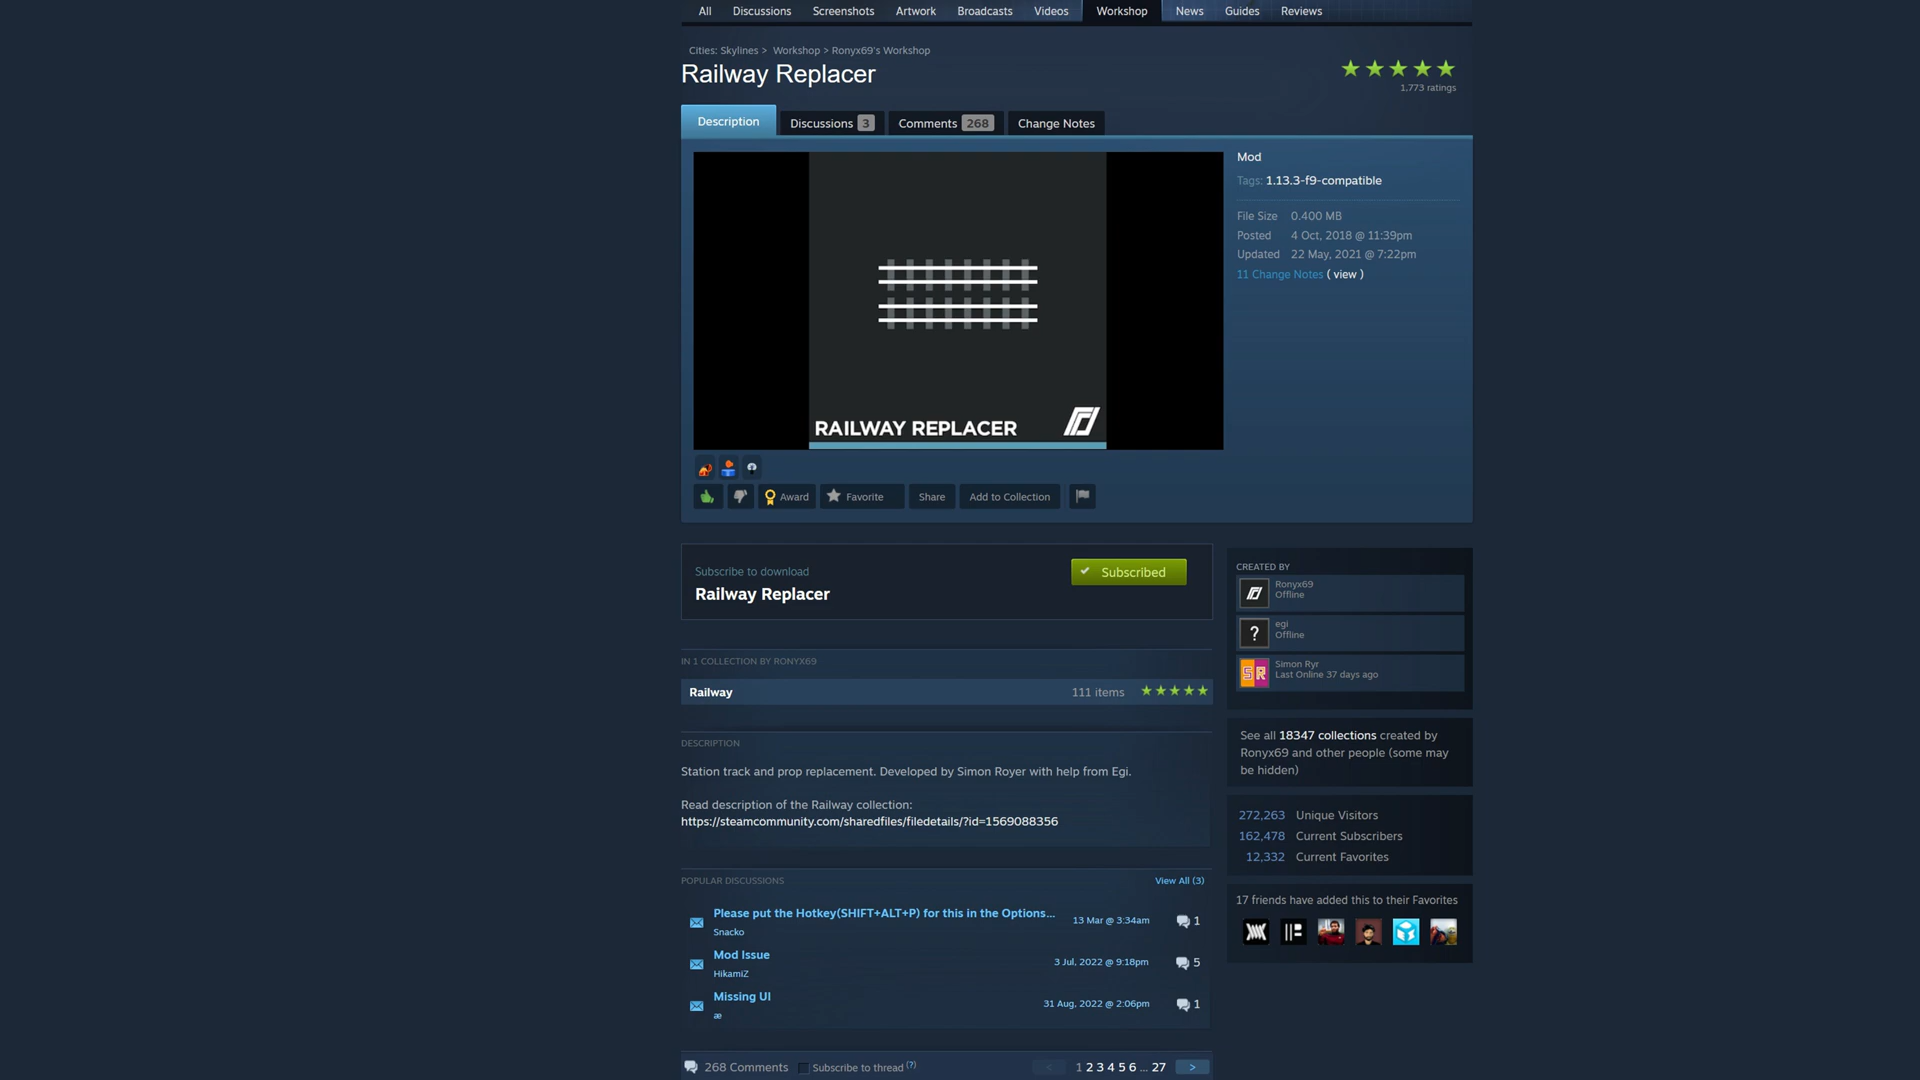 All Discussions Screenshots Artwork Broadcasts Videos Workshop News Guides Reviews
Cities: Skylines > Workshop > Ronyx69's Workshop
Railway Replacer
1,773 ratings
Description Discussions 3 Comments 268 Change Notes
RAILWAY REPLACER
Mod
Tags: 1.13.3-f9-compatible
File Size 0.400 MB
Posted 4 Oct, 2018 @ 11:39pm
Updated 22 May, 2021 @ 7:22pm
11 Change Notes ( view )
Award Favorite Share Add to Collection
Subscribe to download
Railway Replacer
Subscribed
IN 1 COLLECTION BY RONYX69
Railway 111 items
DESCRIPTION
Station track and prop replacement. Developed by Simon Royer with help from Egi.
Read description of the Railway collection:
https://steamcommunity.com/sharedfiles/filedetails/?id=1569088356
POPULAR DISCUSSIONS View All (3)
Please put the Hotkey(SHIFT+ALT+P) for this in the Options... 13 Mar @ 3:34am 1
Snacko
Mod Issue 3 Jul, 2022 @ 9:18pm 5
HikamiZ
Missing UI 31 Aug, 2022 @ 2:06pm 1
æ
268 Comments Subscribe to thread (?) < 1 2 3 4 5 6 ... 27 >
CREATED BY
Ronyx69
Offline
?
egi
Offline
SR
Simon Ryr
Last Online 37 days ago
See all 18347 collections created by
Ronyx69 and other people (some may
be hidden)
272,263 Unique Visitors
162,478 Current Subscribers
12,332 Current Favorites
17 friends have added this to their Favorites